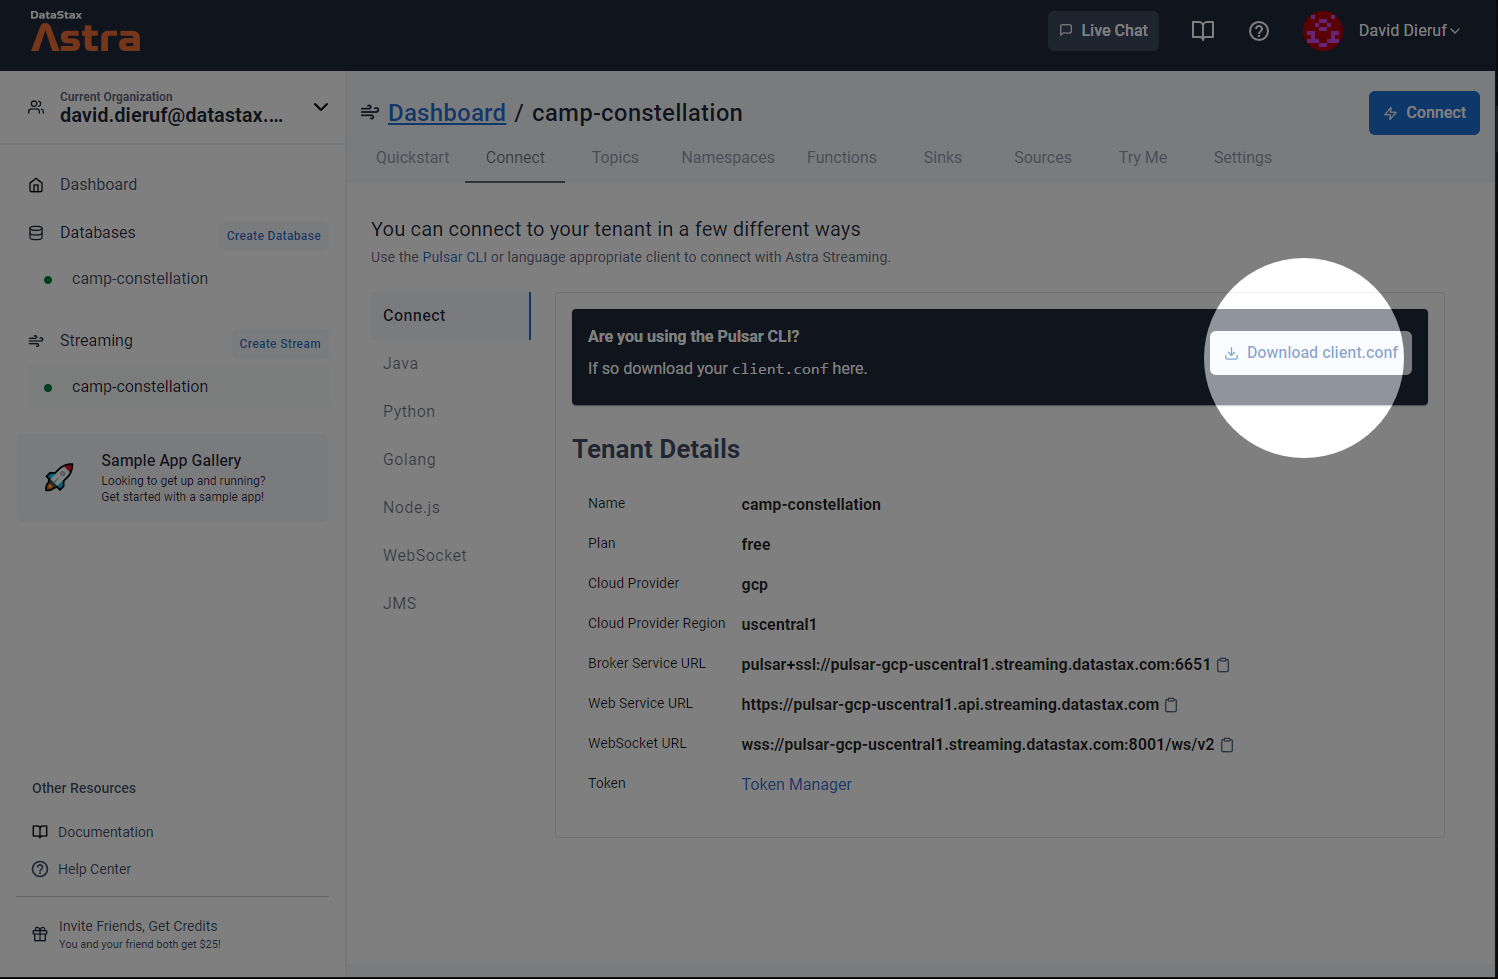 DataStax
Astra
Live Chat
David Dieruf
Current Organization
david.dieruf@datastax....
Dashboard
Databases
Create Database
camp-constellation
Streaming
Create Stream
camp-constellation
Sample App Gallery
Looking to get up and running?
Get started with a sample app!
Other Resources
Documentation
Help Center
Invite Friends, Get Credits
You and your friend both get $25!
Dashboard / camp-constellation
Connect
Quickstart Connect Topics Namespaces Functions Sinks Sources Try Me Settings
You can connect to your tenant in a few different ways
Use the Pulsar CLI or language appropriate client to connect with Astra Streaming.
Connect
Java
Python
Golang
Node.js
WebSocket
JMS
Are you using the Pulsar CLI?
If so download your client.conf here.
Download client.conf
Tenant Details
Name camp-constellation
Plan free
Cloud Provider gcp
Cloud Provider Region uscentral1
Broker Service URL pulsar+ssl://pulsar-gcp-uscentral1.streaming.datastax.com:6651
Web Service URL https://pulsar-gcp-uscentral1.api.streaming.datastax.com
WebSocket URL wss://pulsar-gcp-uscentral1.streaming.datastax.com:8001/ws/v2
Token Token Manager